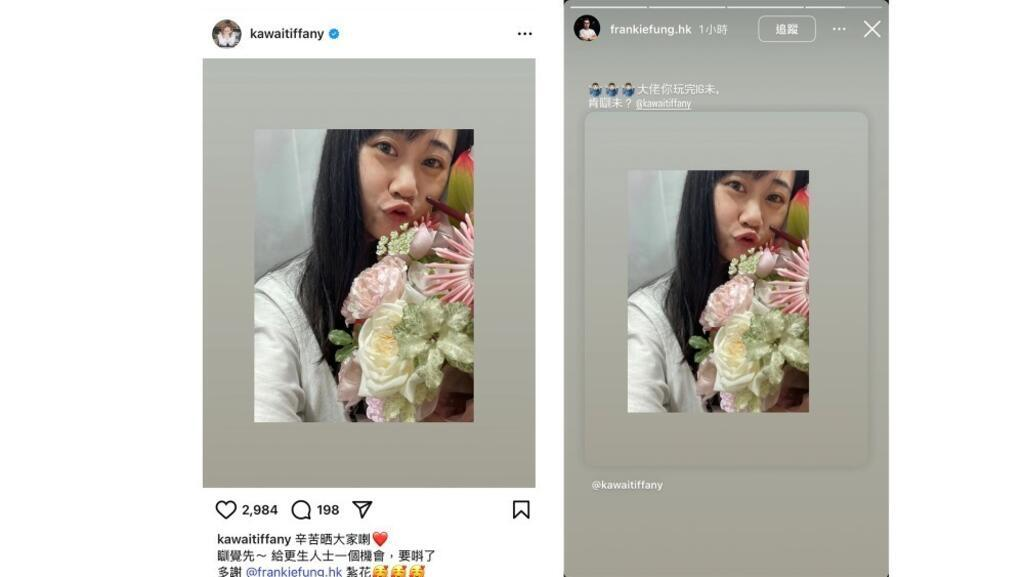 kawaitiffany
2,984
198
kawaitiffany 辛苦晒大家喇❤️
瞓覺先~ 給更生人士一個機會，要唞了
多謝 @frankiefung.hk 紮花🥰🥰🥰
frankiefung.hk 1小時
追蹤
🤷🏻‍♂️🤷🏻‍♂️🤷🏻‍♂️大佬你玩完IG未，
肯瞓未？@kawaitiffany
@kawaitiffany